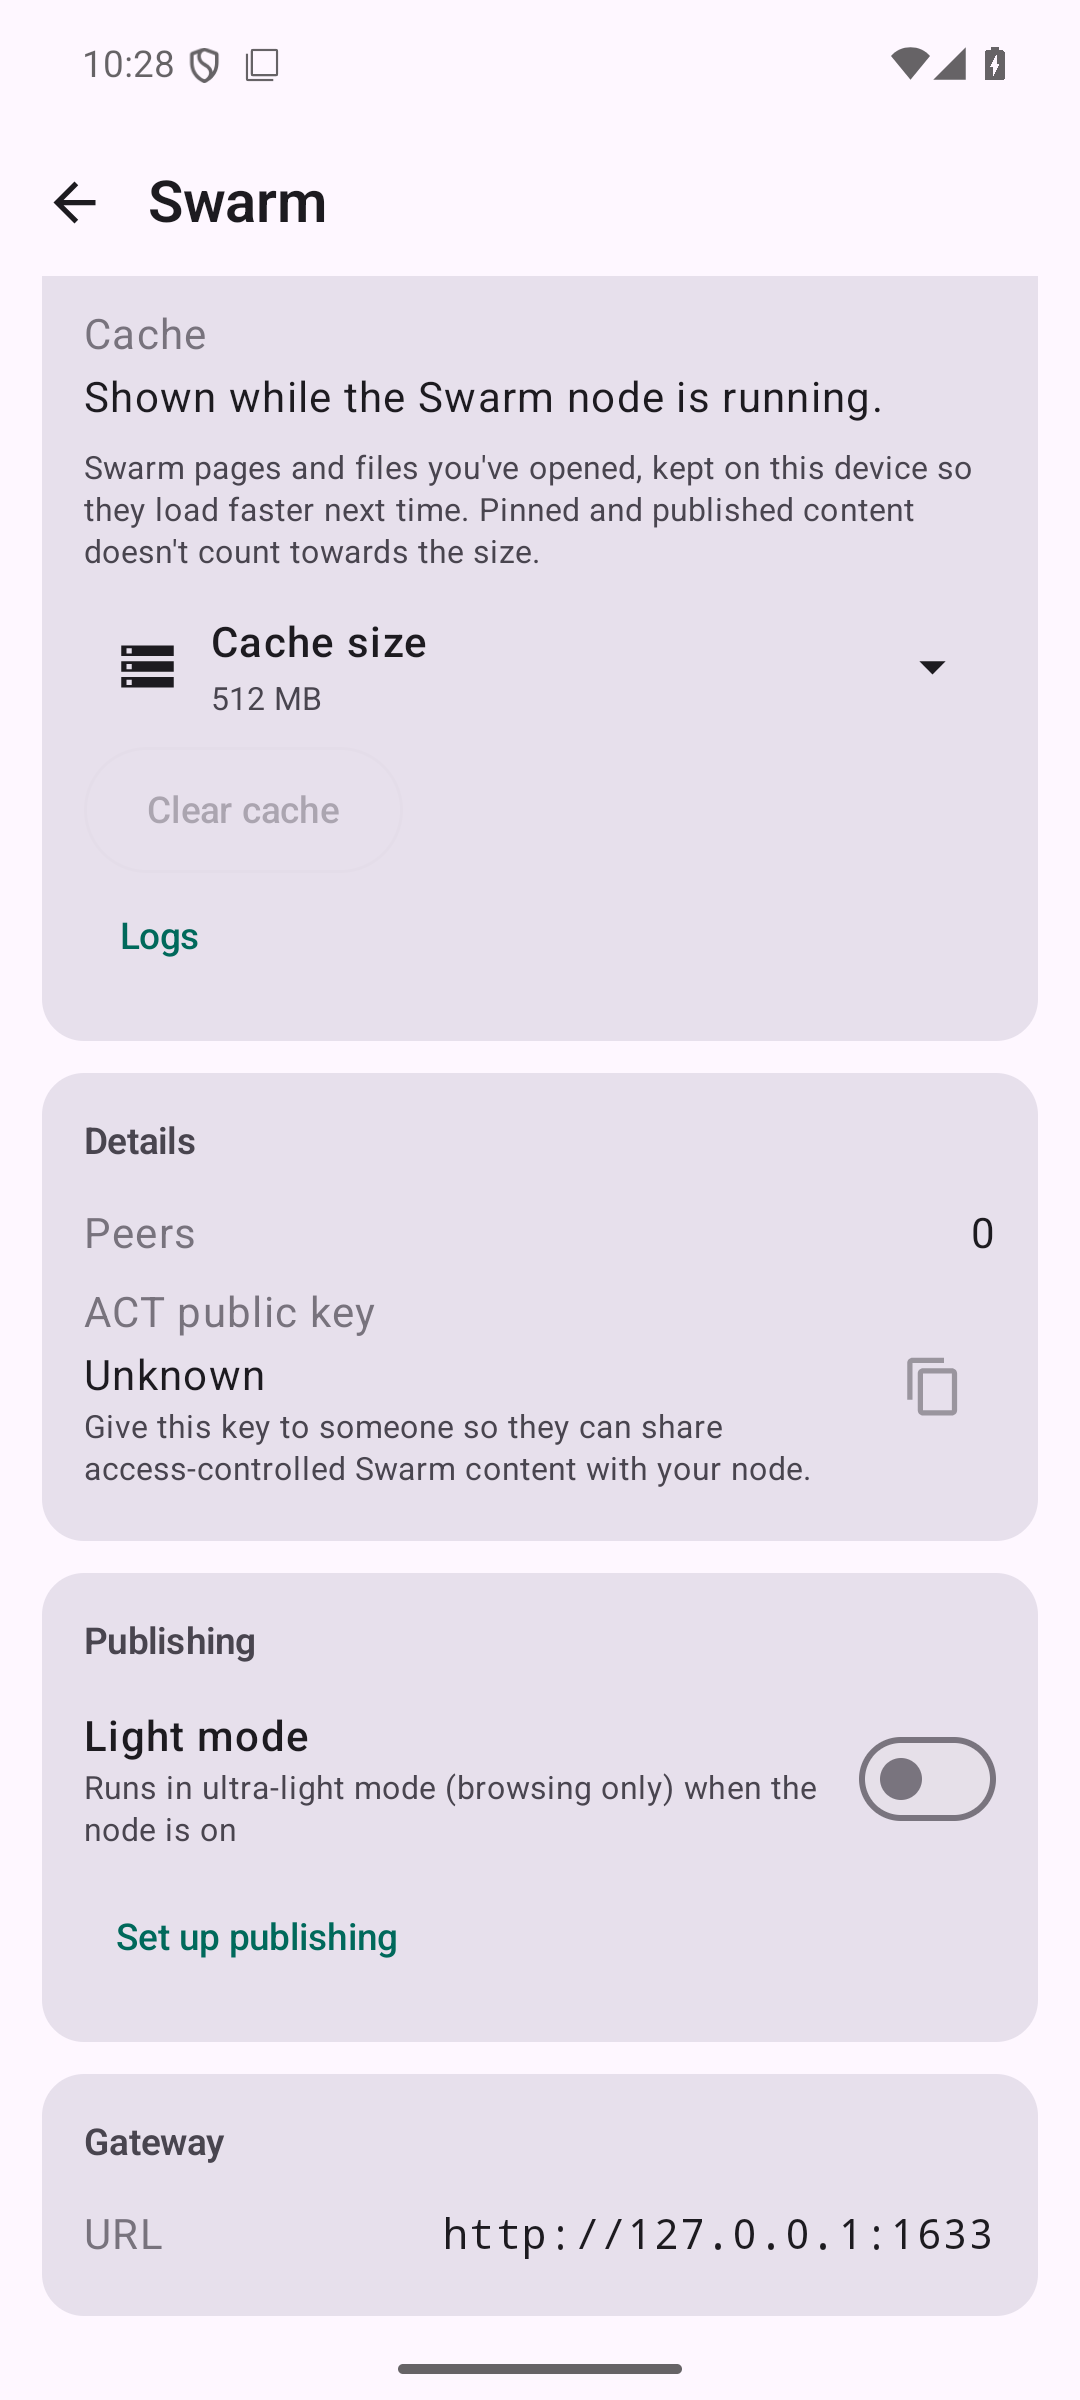 10:28
Swarm
Cache
Shown while the Swarm node is running.
Swarm pages and files you've opened, kept on this device so
they load faster next time. Pinned and published content
doesn't count towards the size.
Cache size
512 MB
Clear cache
Logs
Details
Peers 0
ACT public key
Unknown
Give this key to someone so they can share
access-controlled Swarm content with your node.
Publishing
Light mode
Runs in ultra-light mode (browsing only) when the
node is on
Set up publishing
Gateway
URL http://127.0.0.1:1633